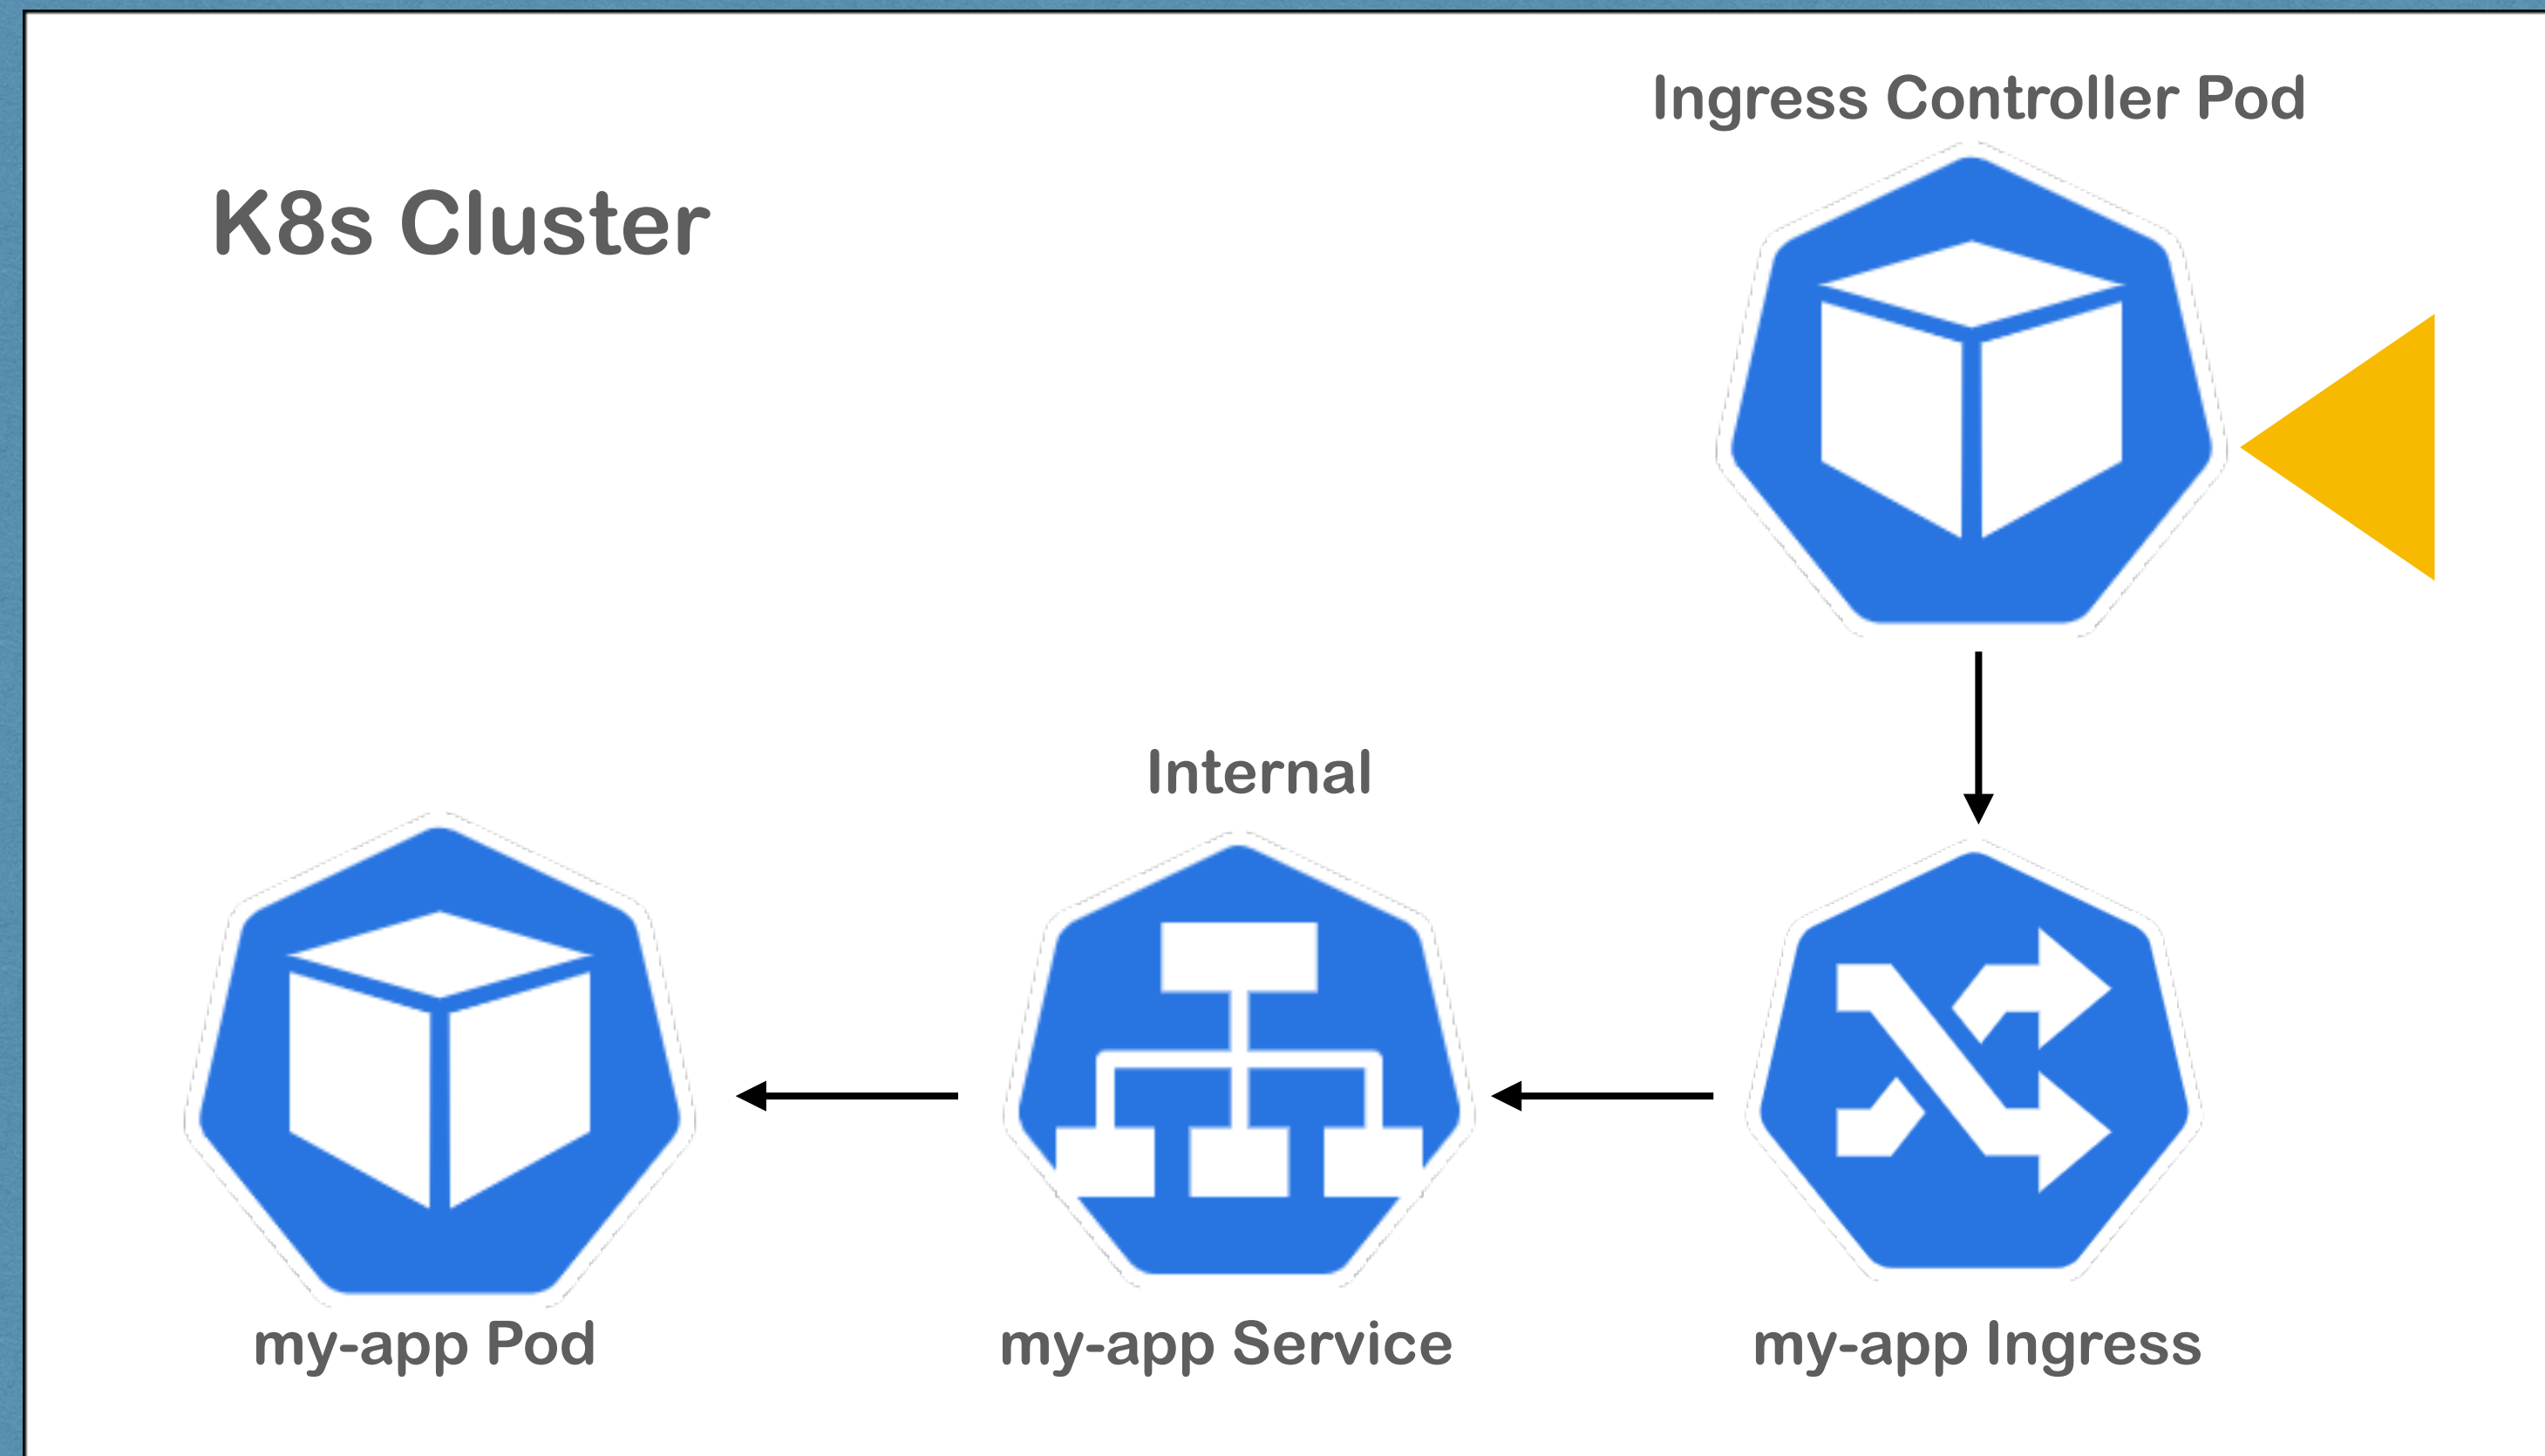 Ingress Controller Pod
K8s Cluster
Internal
my-app Pod
my-app Service
my-app Ingress